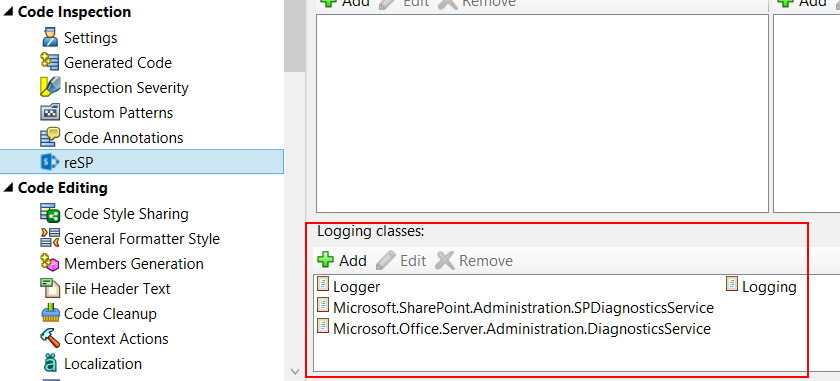 Code Inspection
Settings
Generated Code
Inspection Severity
Custom Patterns
Code Annotations
reSP
Code Editing
Code Style Sharing
General Formatter Style
Members Generation
File Header Text
Code Cleanup
Context Actions
Localization
Add Edit Remove
Add
Logging classes:
Add Edit Remove
Logger Logging
Microsoft.SharePoint.Administration.SPDiagnosticsService
Microsoft.Office.Server.Administration.DiagnosticsService